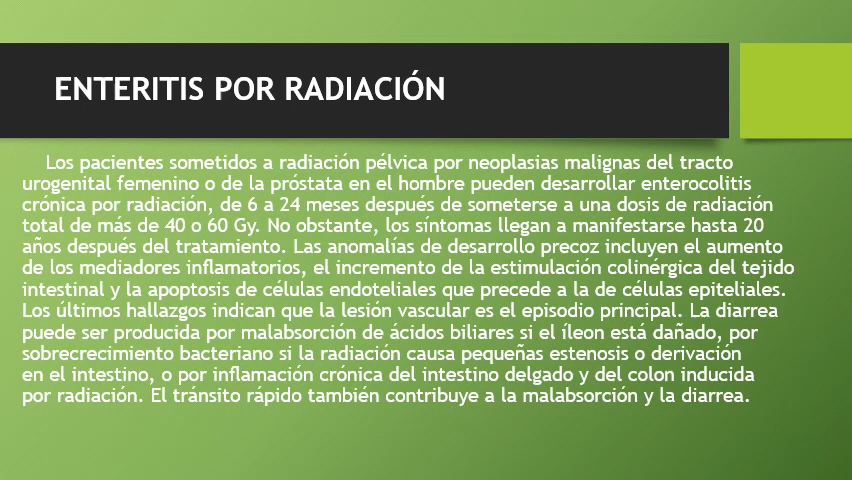 ENTERITIS POR RADIACIÓN
Los pacientes sometidos a radiación pélvica por neoplasias malignas del tracto
urogenital femenino o de la próstata en el hombre pueden desarrollar enterocolitis
crónica por radiación, de 6 a 24 meses después de someterse a una dosis de radiación
total de más de 40 o 60 Gy. No obstante, los síntomas llegan a manifestarse hasta 20
años después del tratamiento. Las anomalías de desarrollo precoz incluyen el aumento
de los mediadores inflamatorios, el incremento de la estimulación colinérgica del tejido
intestinal y la apoptosis de células endoteliales que precede a la de células epiteliales.
Los últimos hallazgos indican que la lesión vascular es el episodio principal. La diarrea
puede ser producida por malabsorción de ácidos biliares si el íleon está dañado, por
sobrecrecimiento bacteriano si la radiación causa pequeñas estenosis o derivación
en el intestino, o por inflamación crónica del intestino delgado y del colon inducida
por radiación. El tránsito rápido también contribuye a la malabsorción y la diarrea.